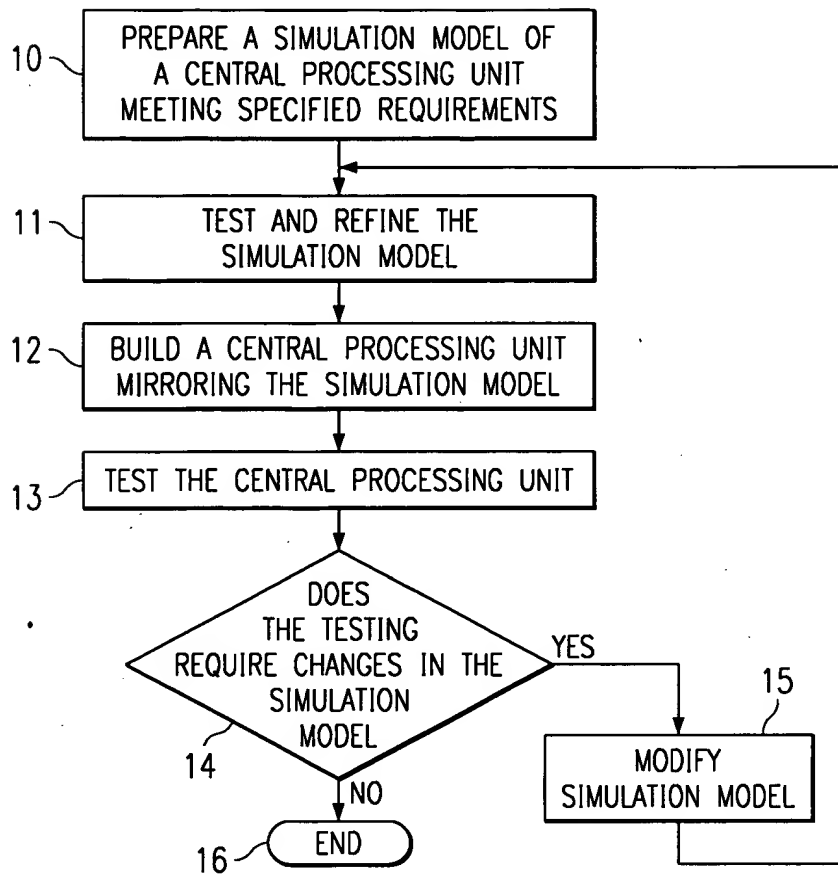 10
PREPARE A SIMULATION MODEL OF
A CENTRAL PROCESSING UNIT
MEETING SPECIFIED REQUIREMENTS
11
TEST AND REFINE THE
SIMULATION MODEL
12
BUILD A CENTRAL PROCESSING UNIT
MIRRORING THE SIMULATION MODEL
13
TEST THE CENTRAL PROCESSING UNIT
DOES
THE TESTING
REQUIRE CHANGES IN THE
SIMULATION
MODEL
14
YES
15
MODIFY
SIMULATION MODEL
NO
16
END